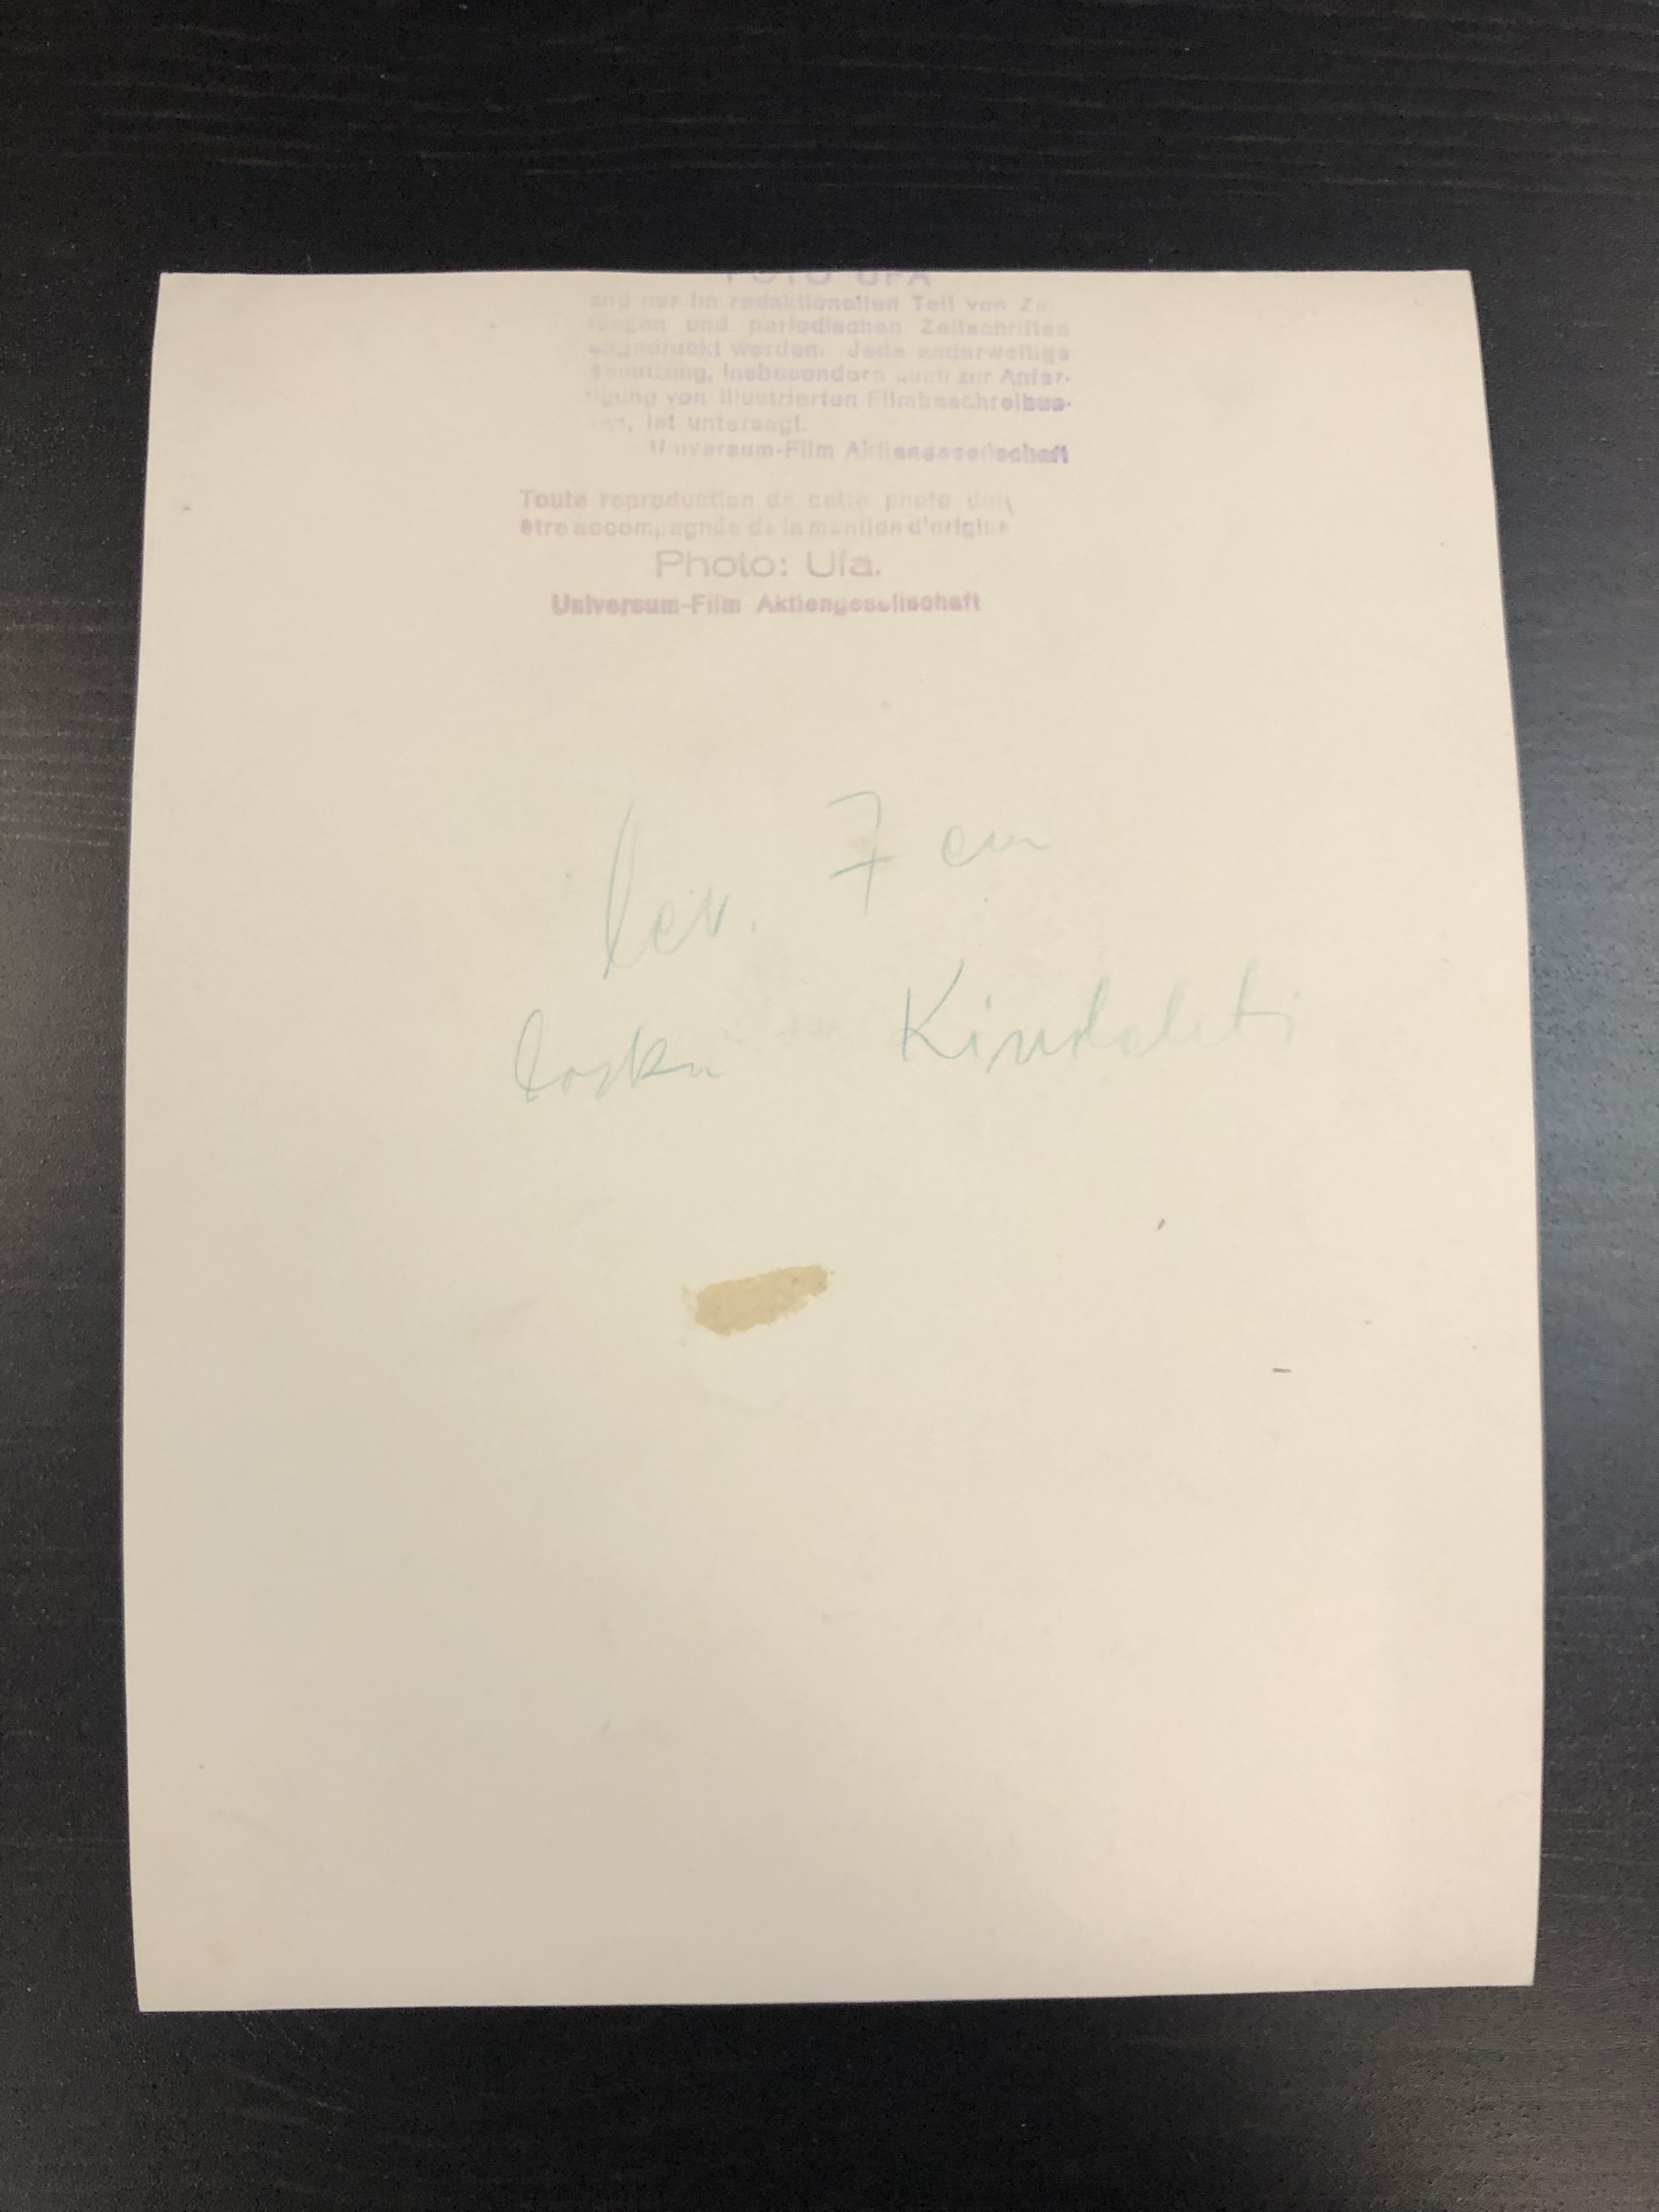 FOTO UFA
und nur im redaktionellen Teil von Zei-
tungen und periodischen Zeitschriften
abgedruckt werden. Jede anderweitige
Benutzung, insbesondere auch zur Anfer-
tigung von illustrierten Filmbeschreibun-
gen, ist untersagt.
Universum-Film Aktiengesellschaft
Toute reproduction de cette photo doit
être accompagnée de la mention d'origine
Photo: Ufa.
Universum-Film Aktiengesellschaft
lev. 7 cm